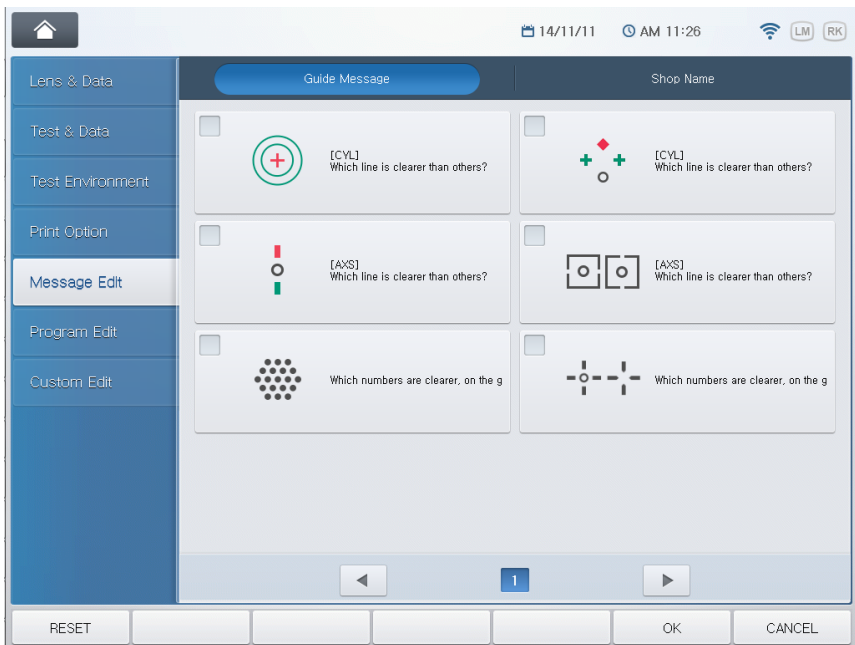 14/11/11 AM 11:26 LM RK
Lens & Data
Test & Data
Test Environment
Print Option
Message Edit
Program Edit
Custom Edit
Guide Message
Shop Name
[CYL]
Which line is clearer than others?
[CYL]
Which line is clearer than others?
[AXS]
Which line is clearer than others?
[AXS]
Which line is clearer than others?
Which numbers are clearer, on the g
Which numbers are clearer, on the g
1
RESET
OK
CANCEL